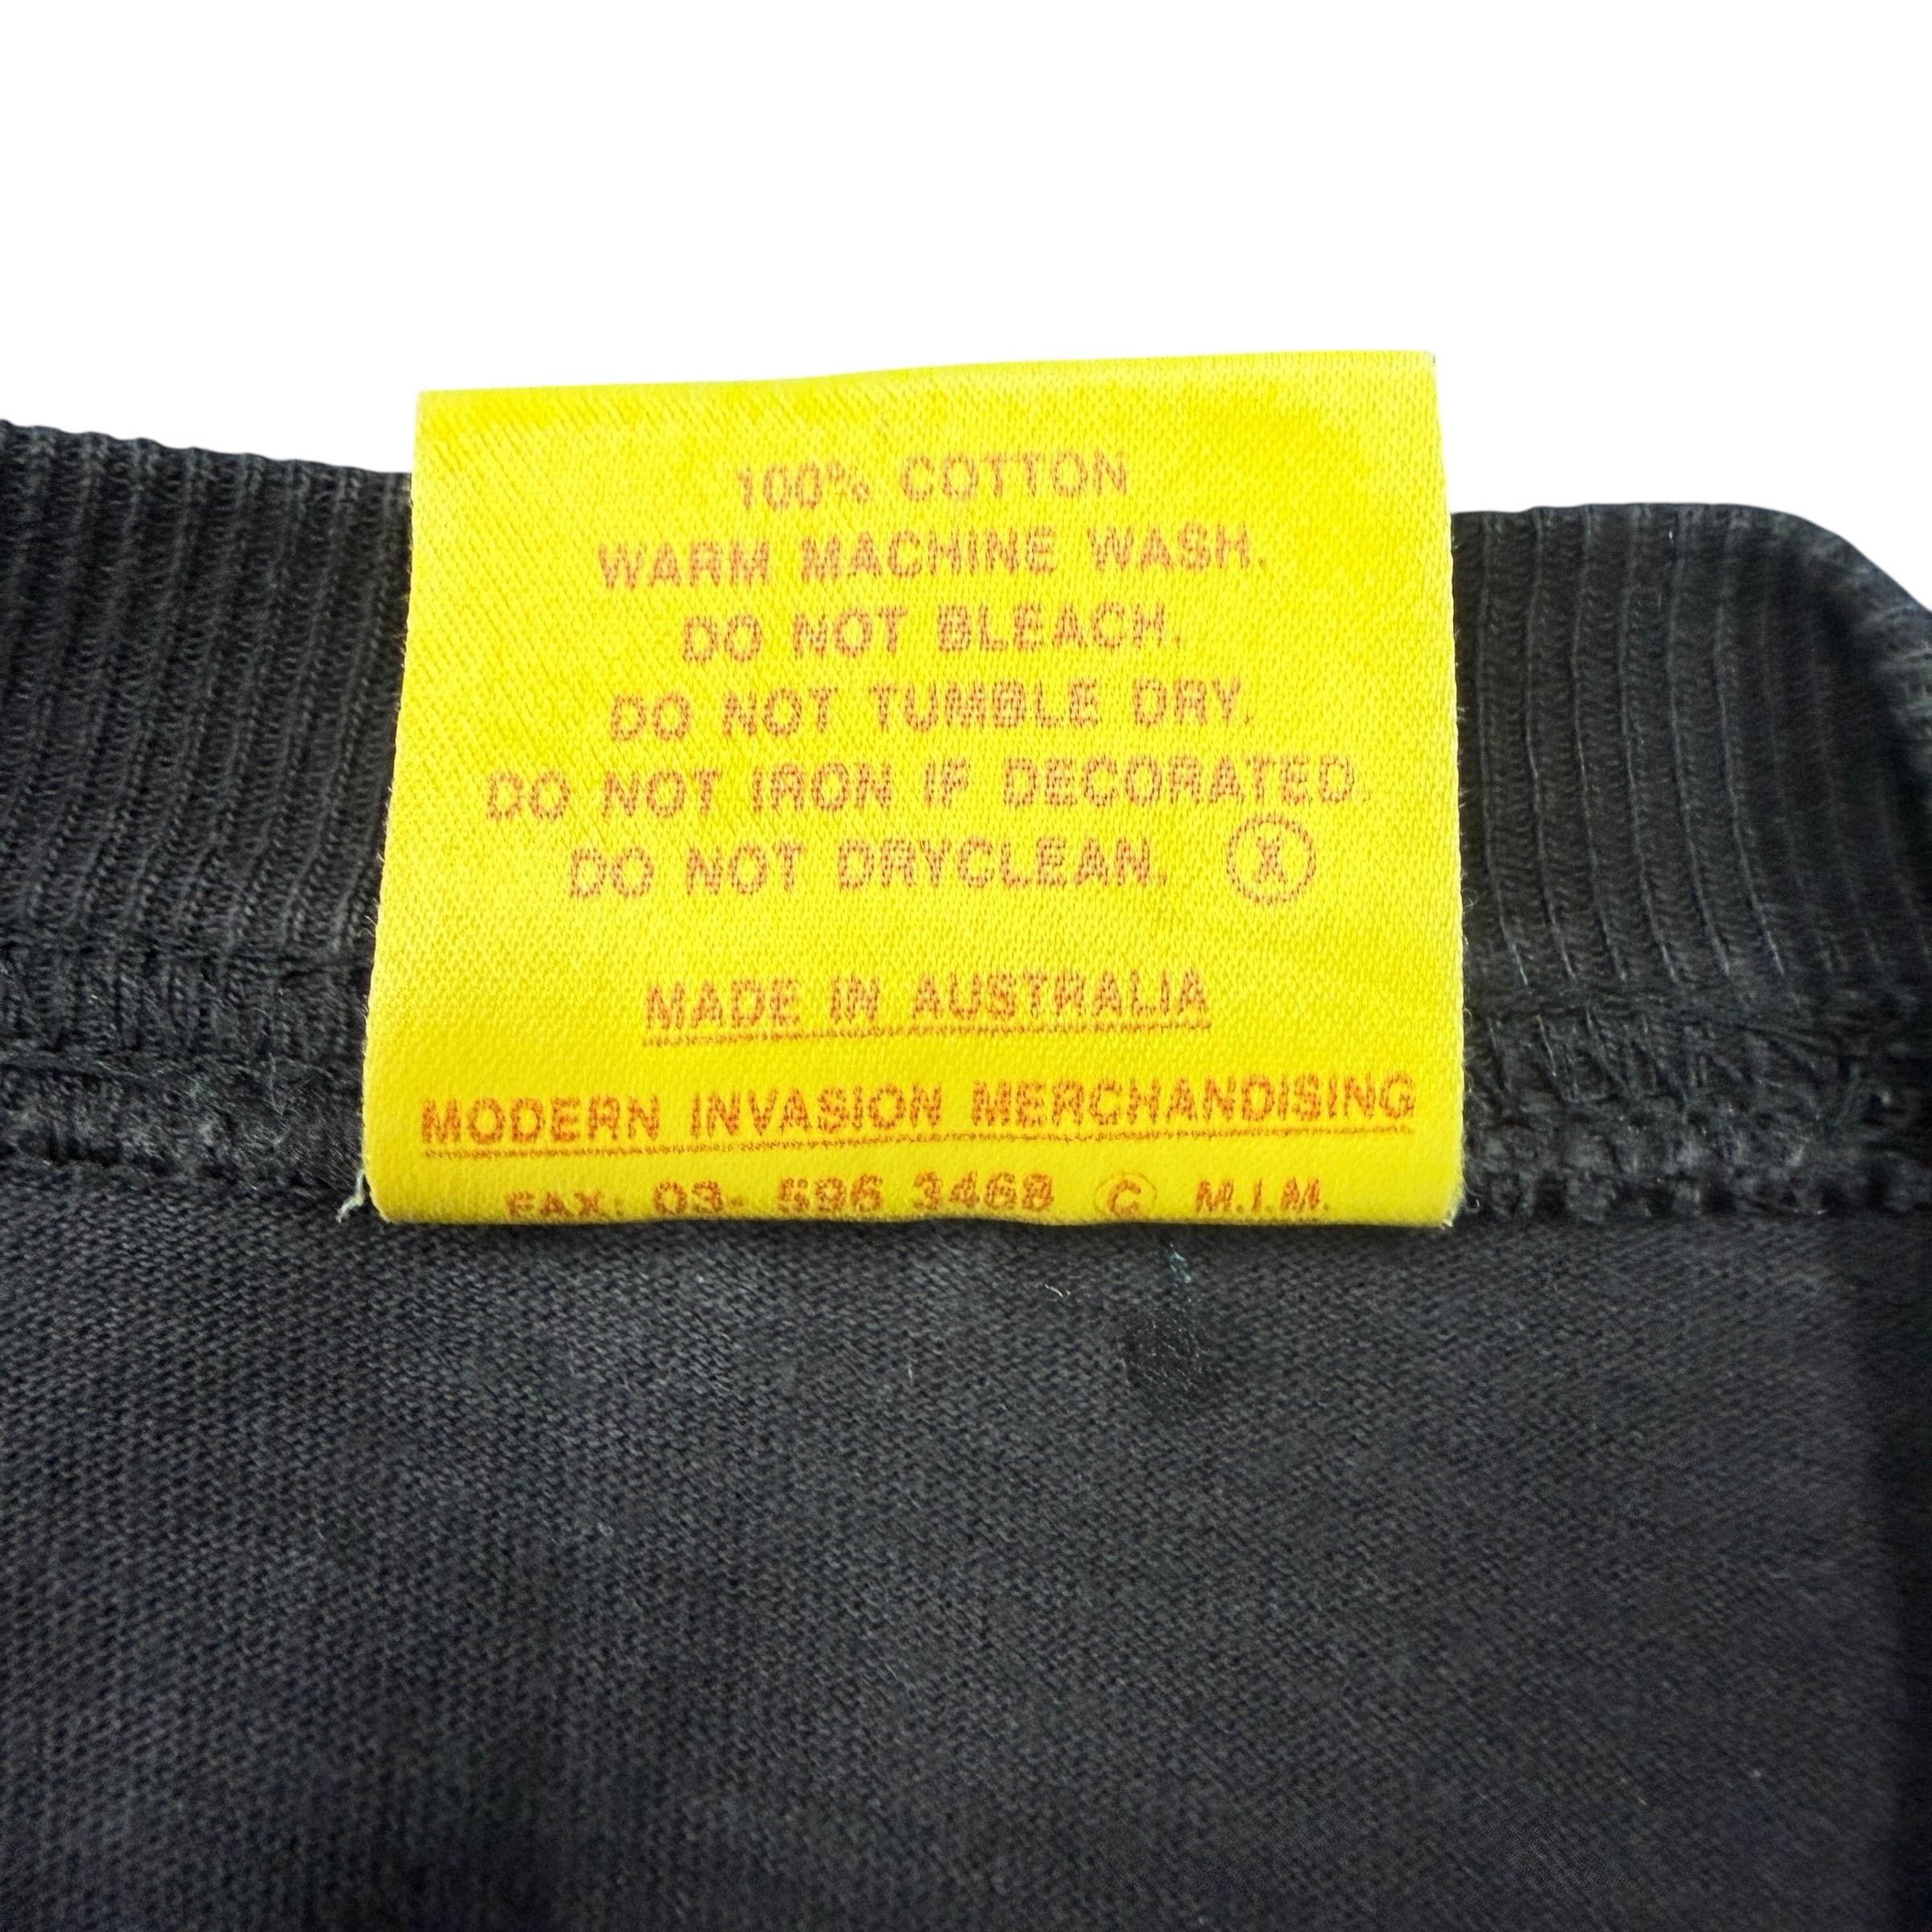 100% COTTON
WARM MACHINE WASH.
DO NOT BLEACH.
DO NOT TUMBLE DRY.
DO NOT IRON IF DECORATED.
DO NOT DRYCLEAN. Ⓧ
MADE IN AUSTRALIA
MODERN INVASION MERCHANDISING
FAX: 03- 596 3468 © M.I.M.